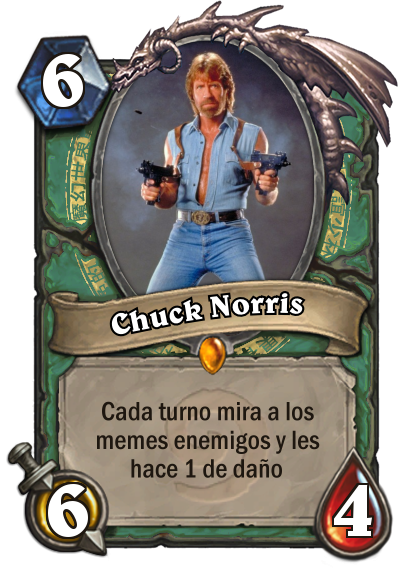 6
Chuck Norris
Cada turno mira a los
memes enemigos y les
hace 1 de daño
6
4